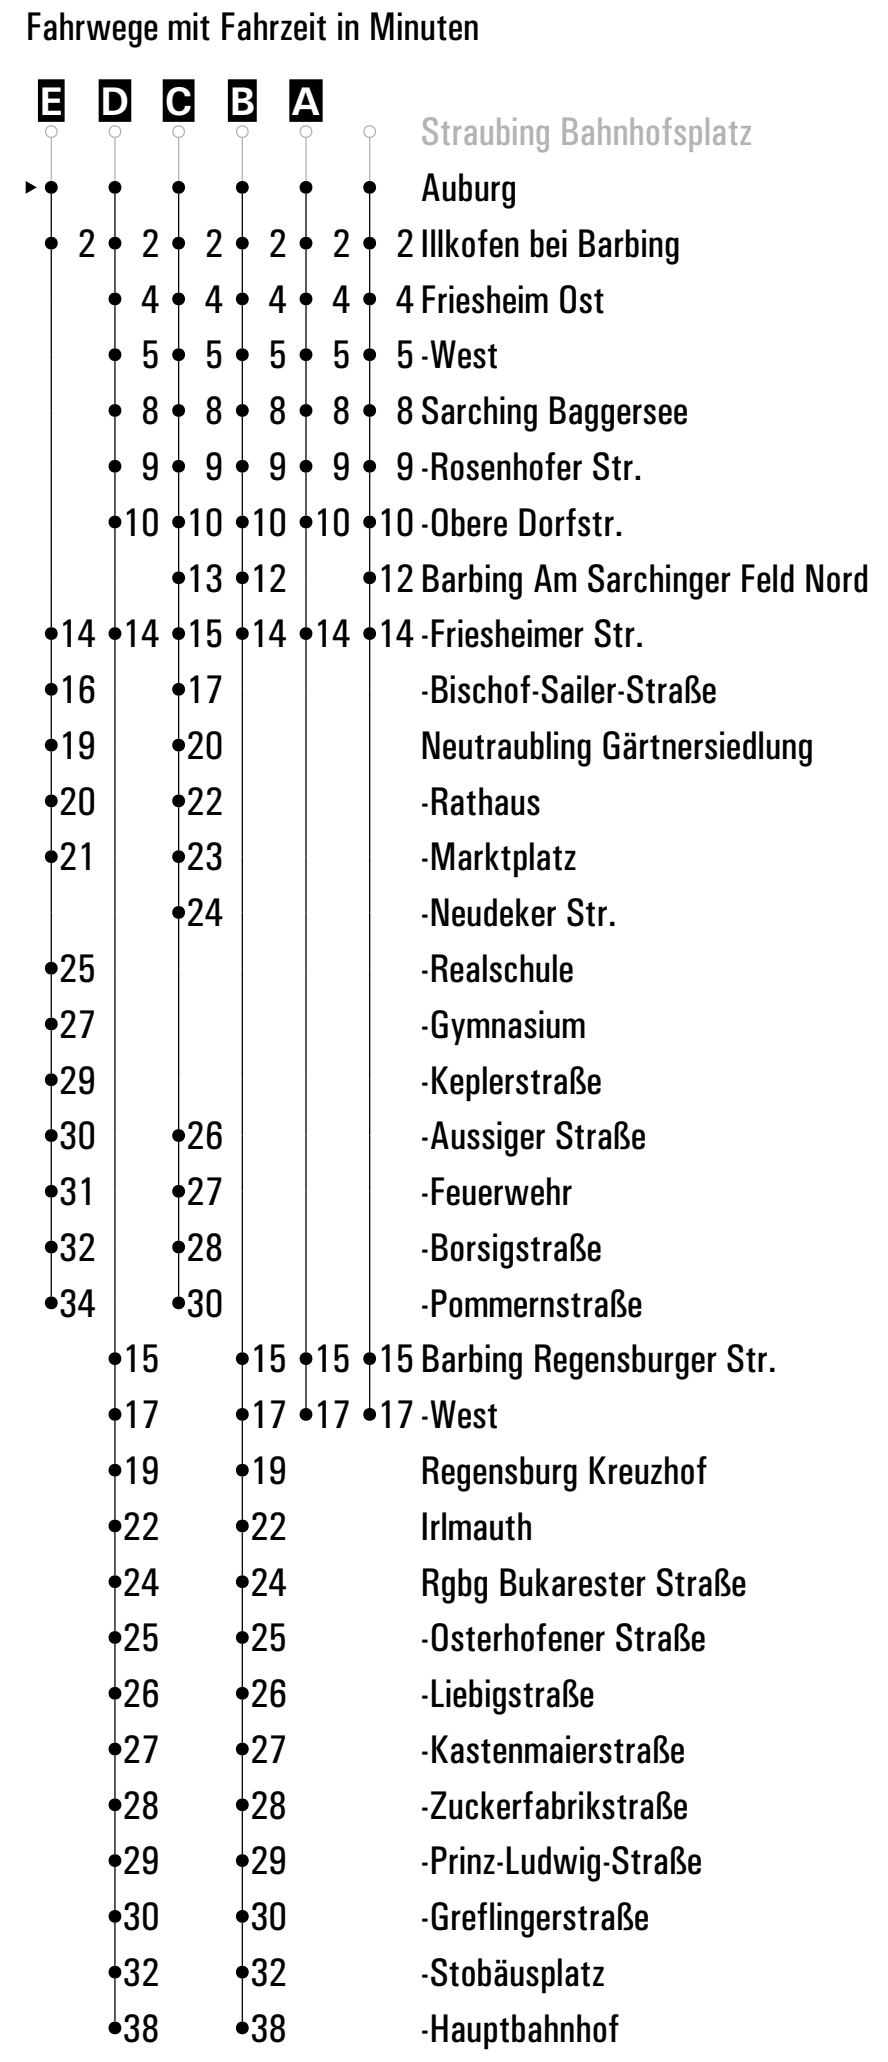 Fahrwege mit Fahrzeit in Minuten
E D C B A
Straubing Bahnhofsplatz
Auburg
2 2 2 2 2 2 Illkofen bei Barbing
4 4 4 4 4 Friesheim Ost
5 5 5 5 5 -West
8 8 8 8 8 Sarching Baggersee
9 9 9 9 9 -Rosenhofer Str.
10 10 10 10 10 -Obere Dorfstr.
13 12 12 Barbing Am Sarchinger Feld Nord
14 14 15 14 14 14 -Friesheimer Str.
16 17 -Bischof-Sailer-Straße
19 20 Neutraubling Gärtnersiedlung
20 22 -Rathaus
21 23 -Marktplatz
24 -Neudeker Str.
25 -Realschule
27 -Gymnasium
29 -Keplerstraße
30 26 -Aussiger Straße
31 27 -Feuerwehr
32 28 -Borsigstraße
34 30 -Pommernstraße
15 15 15 15 Barbing Regensburger Str.
17 17 17 17 -West
19 19 Regensburg Kreuzhof
22 22 Irlmauth
24 24 Rgbg Bukarester Straße
25 25 -Osterhofener Straße
26 26 -Liebigstraße
27 27 -Kastenmaierstraße
28 28 -Zuckerfabrikstraße
29 29 -Prinz-Ludwig-Straße
30 30 -Greflingerstraße
32 32 -Stobäusplatz
38 38 -Hauptbahnhof